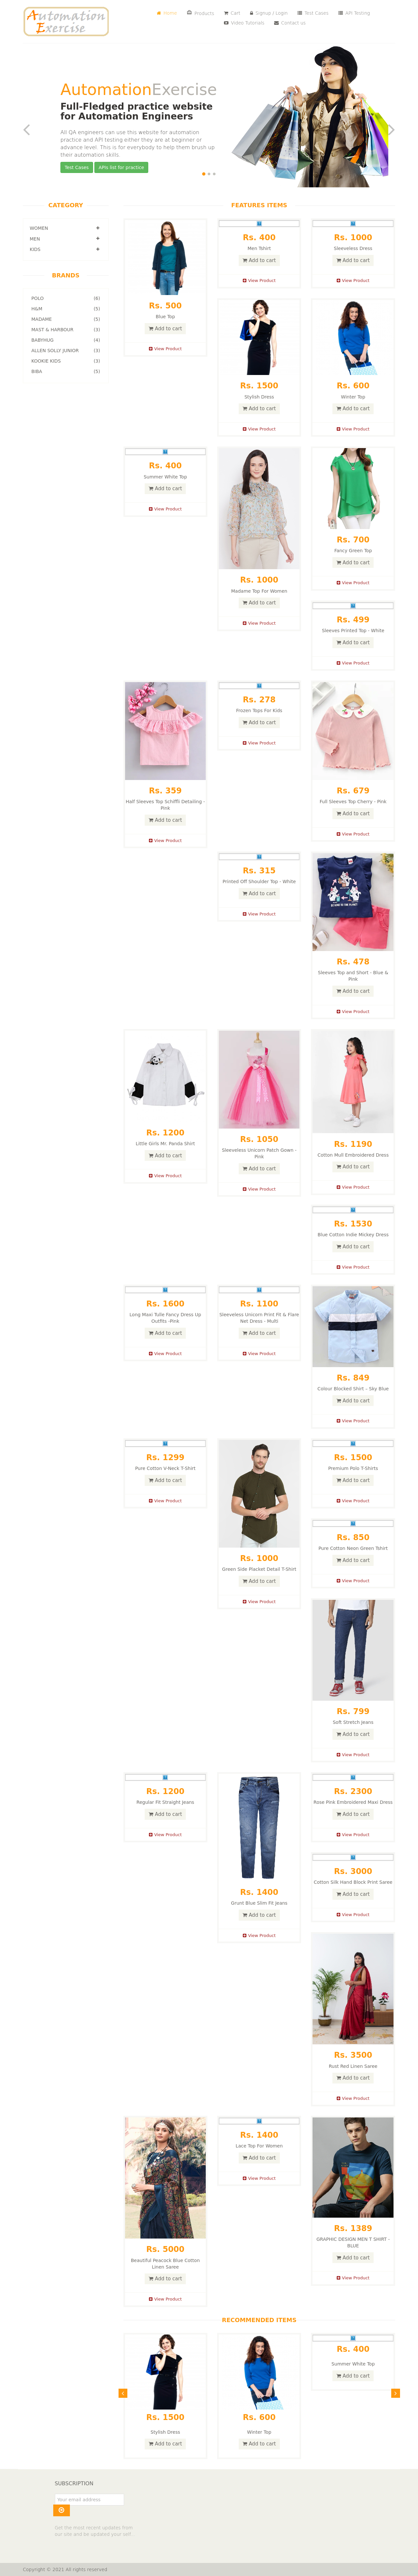 Automation
Exercise
Home
Products
Cart
Signup / Login
Test Cases
API Testing
Video Tutorials
Contact us
AutomationExercise
Full-Fledged practice website
for Automation Engineers
All QA engineers can use this website for automation
practice and API testing either they are at beginner or
advance level. This is for everybody to help them brush up
their automation skills.
Test Cases
APIs list for practice
CATEGORY
WOMEN
MEN
KIDS
BRANDS
POLO (6)
H&M (5)
MADAME (5)
MAST & HARBOUR (3)
BABYHUG (4)
ALLEN SOLLY JUNIOR (3)
KOOKIE KIDS (3)
BIBA (5)
FEATURES ITEMS
Rs. 500
Blue Top
Add to cart
View Product
Rs. 400
Men Tshirt
Add to cart
View Product
Rs. 1000
Sleeveless Dress
Add to cart
View Product
Rs. 1500
Stylish Dress
Add to cart
View Product
Rs. 600
Winter Top
Add to cart
View Product
Rs. 400
Summer White Top
Add to cart
View Product
Rs. 1000
Madame Top For Women
Add to cart
View Product
Rs. 700
Fancy Green Top
Add to cart
View Product
Rs. 499
Sleeves Printed Top - White
Add to cart
View Product
Rs. 359
Half Sleeves Top Schiffli Detailing -
Pink
Add to cart
View Product
Rs. 278
Frozen Tops For Kids
Add to cart
View Product
Rs. 679
Full Sleeves Top Cherry - Pink
Add to cart
View Product
Rs. 315
Printed Off Shoulder Top - White
Add to cart
View Product
Rs. 478
Sleeves Top and Short - Blue &
Pink
Add to cart
View Product
Rs. 1200
Little Girls Mr. Panda Shirt
Add to cart
View Product
Rs. 1050
Sleeveless Unicorn Patch Gown -
Pink
Add to cart
View Product
Rs. 1190
Cotton Mull Embroidered Dress
Add to cart
View Product
Rs. 1530
Blue Cotton Indie Mickey Dress
Add to cart
View Product
Rs. 1600
Long Maxi Tulle Fancy Dress Up
Outfits -Pink
Add to cart
View Product
Rs. 1100
Sleeveless Unicorn Print Fit & Flare
Net Dress - Multi
Add to cart
View Product
Rs. 849
Colour Blocked Shirt – Sky Blue
Add to cart
View Product
Rs. 1299
Pure Cotton V-Neck T-Shirt
Add to cart
View Product
Rs. 1000
Green Side Placket Detail T-Shirt
Add to cart
View Product
Rs. 1500
Premium Polo T-Shirts
Add to cart
View Product
Rs. 850
Pure Cotton Neon Green Tshirt
Add to cart
View Product
Rs. 799
Soft Stretch Jeans
Add to cart
View Product
Rs. 1200
Regular Fit Straight Jeans
Add to cart
View Product
Rs. 1400
Grunt Blue Slim Fit Jeans
Add to cart
View Product
Rs. 2300
Rose Pink Embroidered Maxi Dress
Add to cart
View Product
Rs. 3000
Cotton Silk Hand Block Print Saree
Add to cart
View Product
Rs. 3500
Rust Red Linen Saree
Add to cart
View Product
Rs. 5000
Beautiful Peacock Blue Cotton
Linen Saree
Add to cart
View Product
Rs. 1400
Lace Top For Women
Add to cart
View Product
Rs. 1389
GRAPHIC DESIGN MEN T SHIRT -
BLUE
Add to cart
View Product
RECOMMENDED ITEMS
Rs. 1500
Stylish Dress
Add to cart
Rs. 600
Winter Top
Add to cart
Rs. 400
Summer White Top
Add to cart
SUBSCRIPTION
Your email address
Get the most recent updates from
our site and be updated your self...
Copyright © 2021 All rights reserved